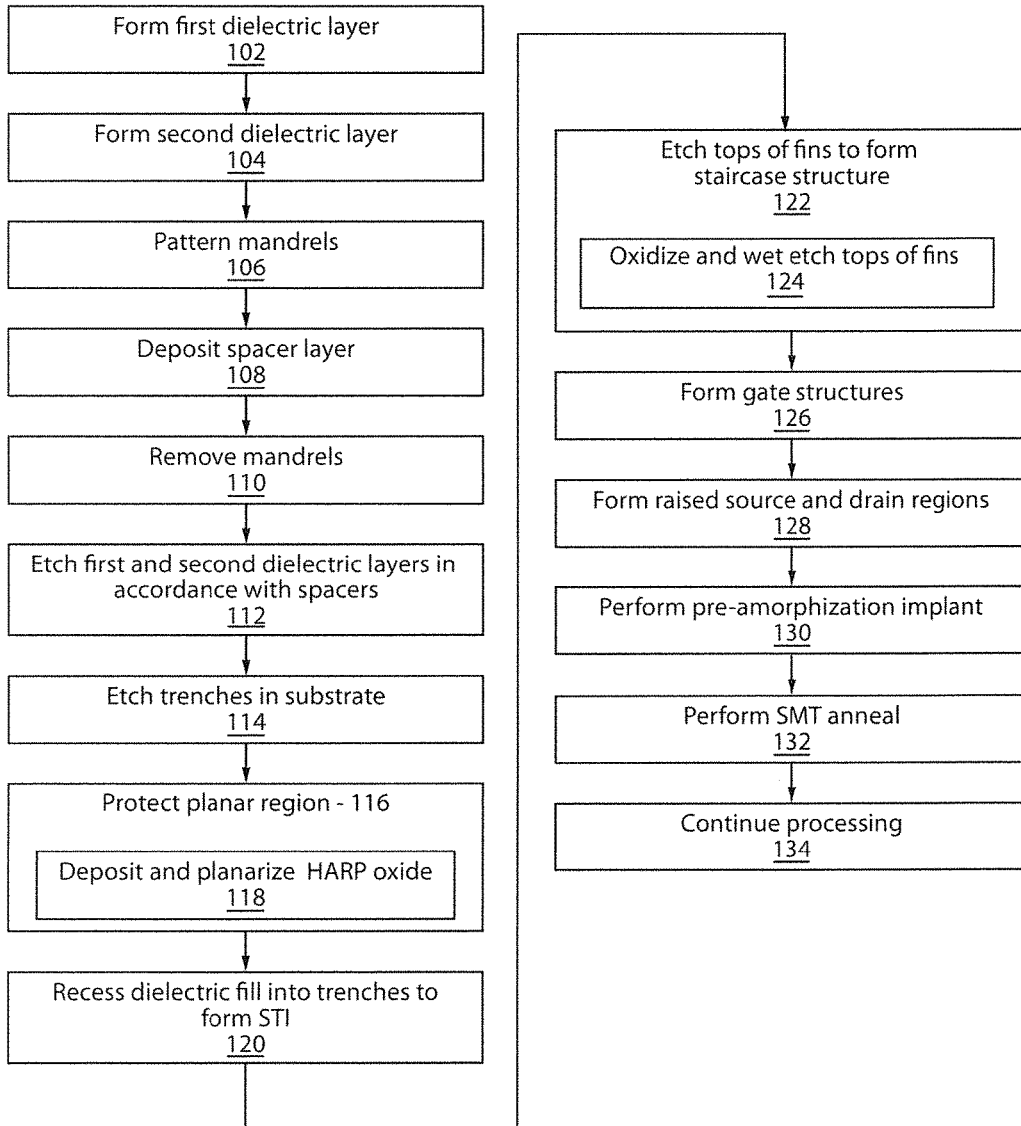 Form first dielectric layer
102
Form second dielectric layer
104
Pattern mandrels
106
Deposit spacer layer
108
Remove mandrels
110
Etch first and second dielectric layers in
accordance with spacers
112
Etch trenches in substrate
114
Protect planar region - 116
Deposit and planarize HARP oxide
118
Recess dielectric fill into trenches to
form STI
120
Etch tops of fins to form
staircase structure
122
Oxidize and wet etch tops of fins
124
Form gate structures
126
Form raised source and drain regions
128
Perform pre-amorphization implant
130
Perform SMT anneal
132
Continue processing
134